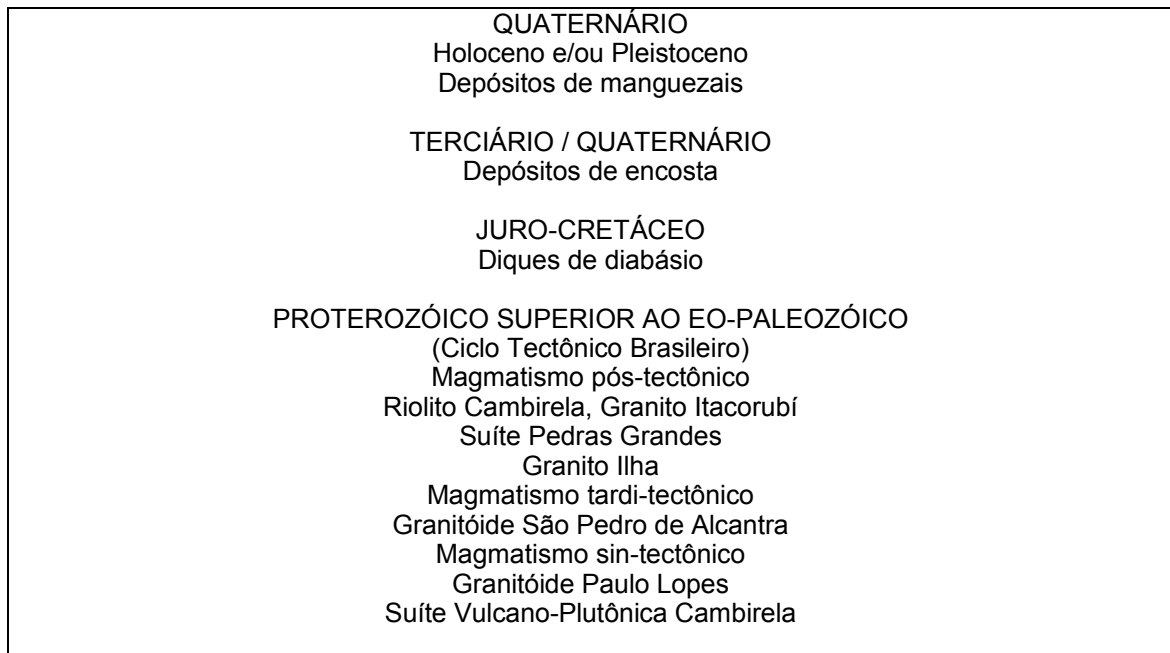 QUATERNÁRIO
Holoceno e/ou Pleistoceno
Depósitos de manguezais
TERCIÁRIO / QUATERNÁRIO
Depósitos de encosta
JURO-CRETÁCEO
Diques de diabásio
PROTEROZÓICO SUPERIOR AO EO-PALEOZÓICO
(Ciclo Tectônico Brasileiro)
Magmatismo pós-tectônico
Riolito Cambirela, Granito Itacorubí
Suíte Pedras Grandes
Granito Ilha
Magmatismo tardi-tectônico
Granitóide São Pedro de Alcantra
Magmatismo sin-tectônico
Granitóide Paulo Lopes
Suíte Vulcano-Plutônica Cambirela